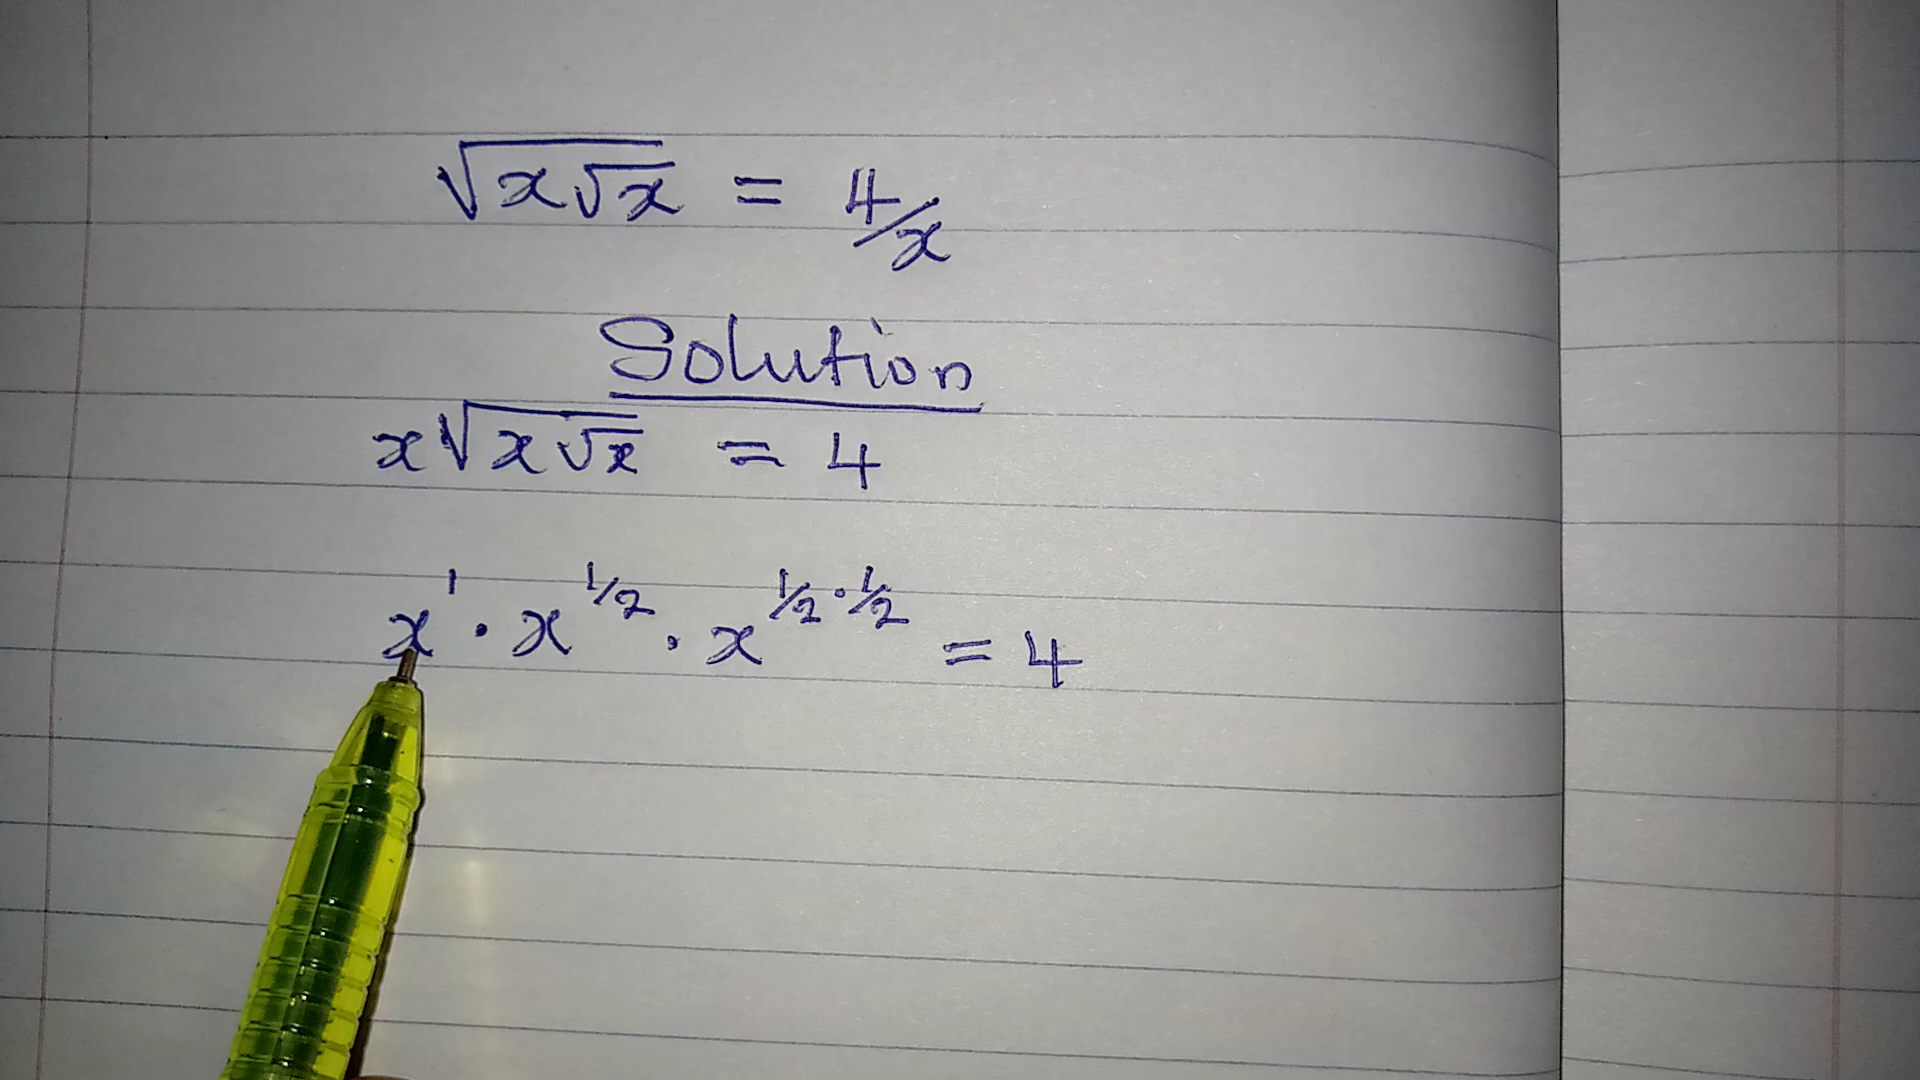 √(x√x) = 4/x
Solution
x√(x√x) = 4
x¹ · x^(1/2) · x^(1/2 · 1/2) = 4